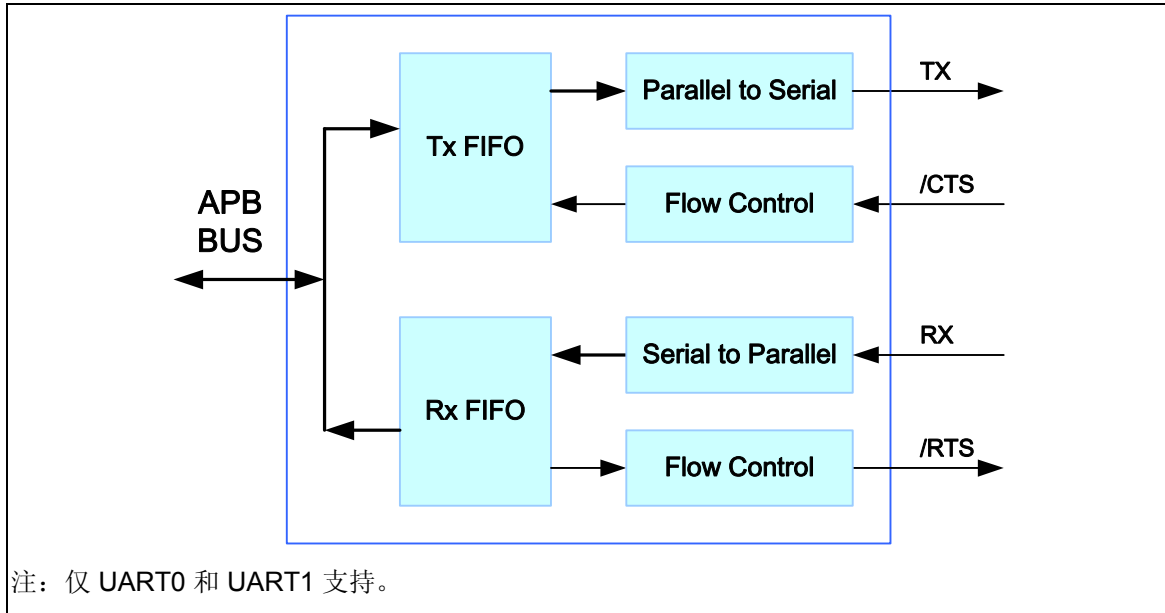 Parallel to Serial
TX
Tx FIFO
Flow Control
/CTS
APB
BUS
Serial to Parallel
RX
Rx FIFO
Flow Control
/RTS
注：仅 UART0 和 UART1 支持。